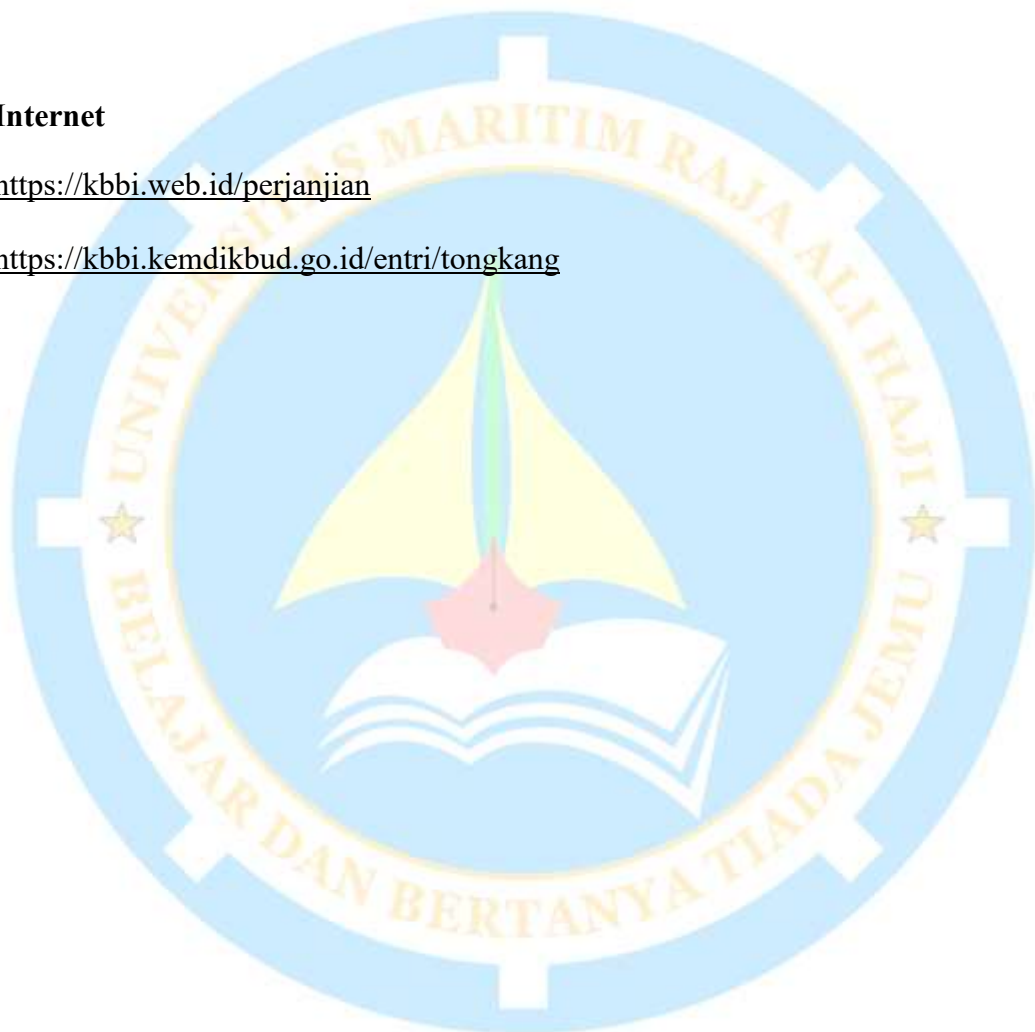 Internet
https://kbbi.web.id/perjanjian
https://kbbi.kemdikbud.go.id/entri/tongkang
UNIVERSITAS MARITIM RAJA ALI HAJI
BELAJAR DAN BERTANYA TIADA JEMU